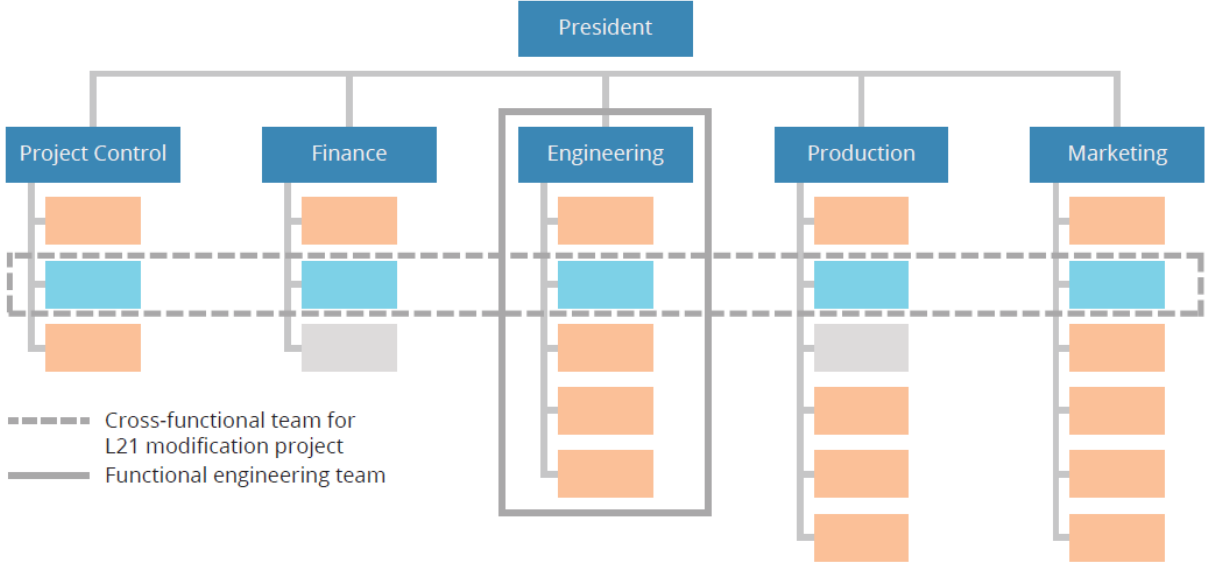 President
Project Control
Finance
Engineering
Production
Marketing
Cross-functional team for
L21 modification project
Functional engineering team